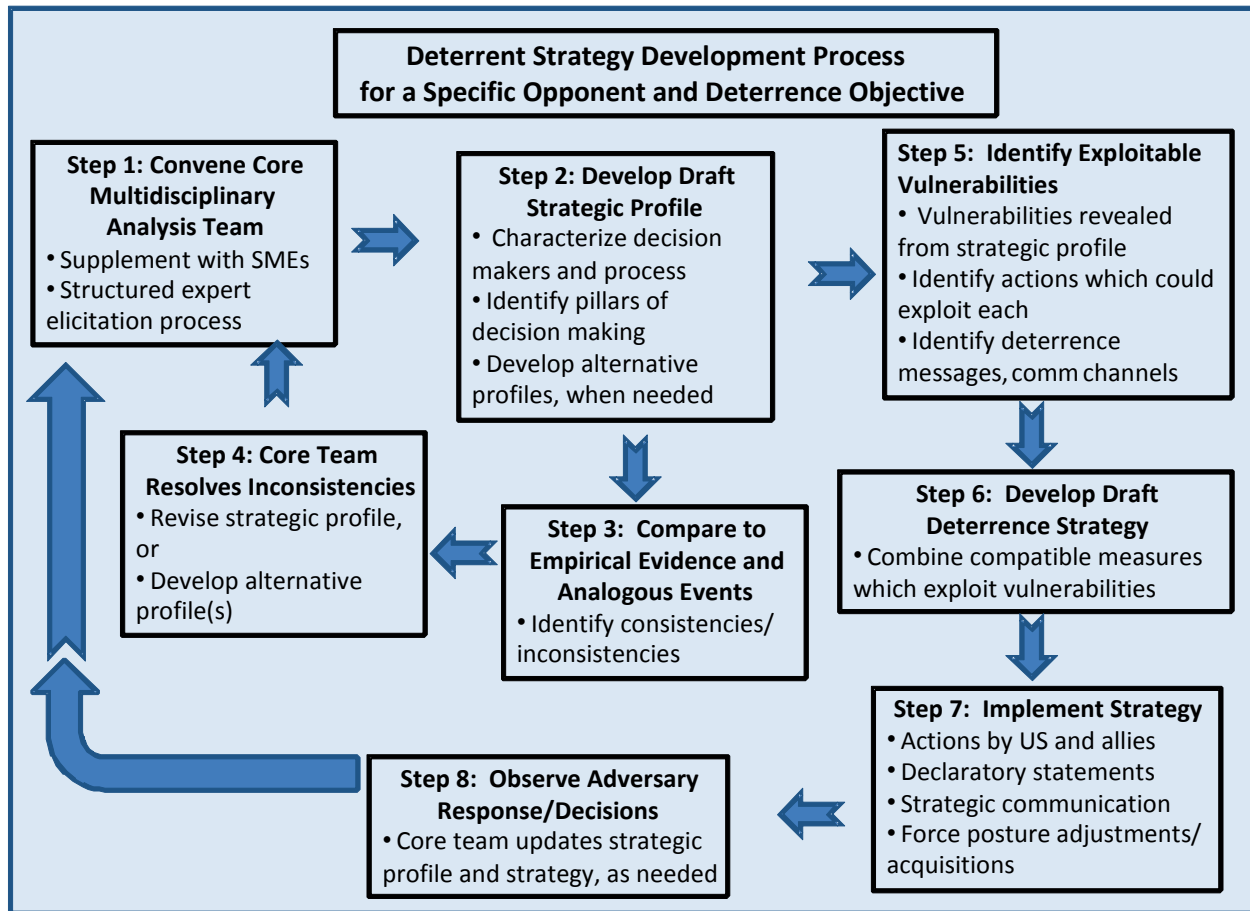 Deterrent Strategy Development Process
for a Specific Opponent and Deterrence Objective
Step 1: Convene Core
Multidisciplinary
Analysis Team
• Supplement with SMEs
• Structured expert
elicitation process
Step 2: Develop Draft
Strategic Profile
• Characterize decision
makers and process
• Identify pillars of
decision making
• Develop alternative
profiles, when needed
Step 3: Compare to
Empirical Evidence and
Analogous Events
• Identify consistencies/
inconsistencies
Step 4: Core Team
Resolves Inconsistencies
• Revise strategic profile,
or
• Develop alternative
profile(s)
Step 5: Identify Exploitable
Vulnerabilities
• Vulnerabilities revealed
from strategic profile
• Identify actions which could
exploit each
• Identify deterrence
messages, comm channels
Step 6: Develop Draft
Deterrence Strategy
• Combine compatible measures
which exploit vulnerabilities
Step 7: Implement Strategy
• Actions by US and allies
• Declaratory statements
• Strategic communication
• Force posture adjustments/
acquisitions
Step 8: Observe Adversary
Response/Decisions
• Core team updates strategic
profile and strategy, as needed